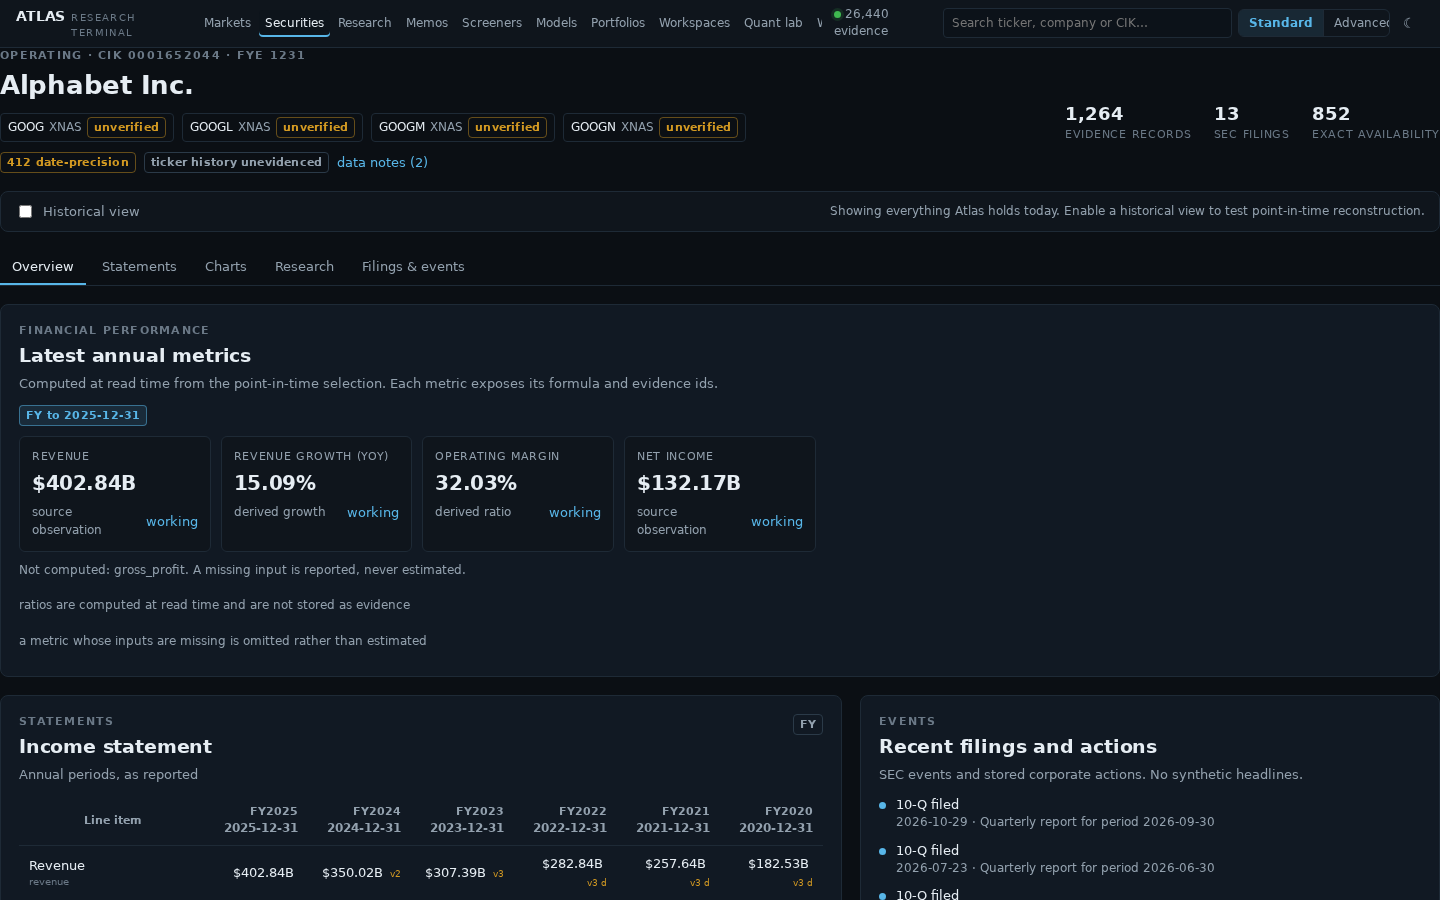 ATLAS RESEARCH TERMINAL
Markets Securities Research Memos Screeners Models Portfolios Workspaces Quant lab
26,440 evidence
Search ticker, company or CIK...
Standard Advanced
OPERATING · CIK 0001652044 · FYE 1231
Alphabet Inc.
GOOG XNAS unverified GOOGL XNAS unverified GOOGM XNAS unverified GOOGN XNAS unverified
412 date-precision ticker history unevidenced data notes (2)
1,264 13 852
EVIDENCE RECORDS SEC FILINGS EXACT AVAILABILITY
Historical view
Showing everything Atlas holds today. Enable a historical view to test point-in-time reconstruction.
Overview Statements Charts Research Filings & events
FINANCIAL PERFORMANCE
Latest annual metrics
Computed at read time from the point-in-time selection. Each metric exposes its formula and evidence ids.
FY to 2025-12-31
REVENUE
$402.84B
source observation working
REVENUE GROWTH (YOY)
15.09%
derived growth working
OPERATING MARGIN
32.03%
derived ratio working
NET INCOME
$132.17B
source observation working
Not computed: gross_profit. A missing input is reported, never estimated.
ratios are computed at read time and are not stored as evidence
a metric whose inputs are missing is omitted rather than estimated
STATEMENTS
FY
Income statement
Annual periods, as reported
Line item FY2025 2025-12-31 FY2024 2024-12-31 FY2023 2023-12-31 FY2022 2022-12-31 FY2021 2021-12-31 FY2020 2020-12-31
Revenue $402.84B $350.02B v2 $307.39B v3 $282.84B v3 d $257.64B v3 d $182.53B v3 d
revenue
EVENTS
Recent filings and actions
SEC events and stored corporate actions. No synthetic headlines.
10-Q filed
2026-10-29 · Quarterly report for period 2026-09-30
10-Q filed
2026-07-23 · Quarterly report for period 2026-06-30
10-Q filed